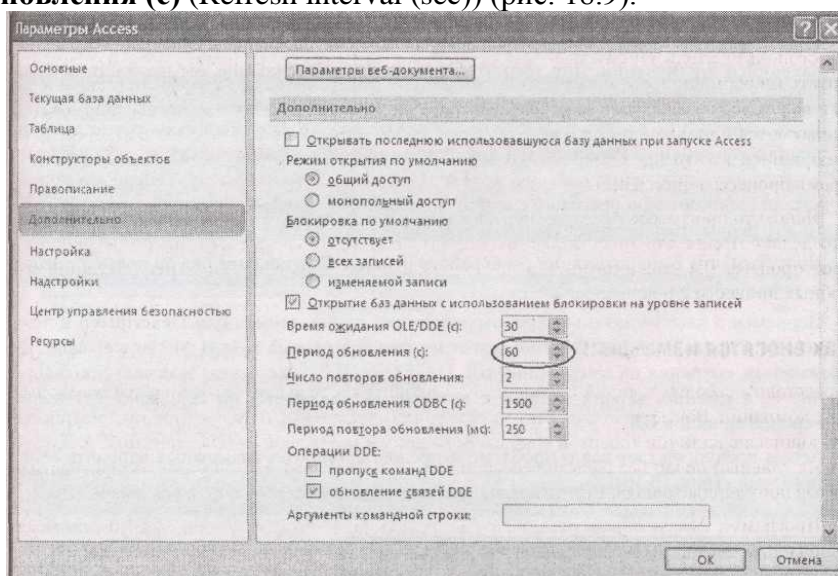 новления (с) (Refresh interval (sec)) (рис. 18.9).
Параметры Access
Основные
Текущая база данных
Таблица
Конструкторы объектов
Правописание
Дополнительно
Настройка
Надстройки
Центр управления безопасностью
Ресурсы
Параметры веб-документа...
Дополнительно
Открывать последнюю использовавшуюся базу данных при запуске Access
Режим открытия по умолчанию
общий доступ
монопольный доступ
Блокировка по умолчанию
отсутствует
всех записей
изменяемой записи
Открытие баз данных с использованием блокировки на уровне записей
Время ожидания OLE/DDE (с): 30
Период обновления (с): 60
Число повторов обновления: 2
Период обновления ODBC (с): 1500
Период повтора обновления (мс): 250
Операции DDE:
пропуск команд DDE
обновление связей DDE
Аргументы командной строки:
ОК Отмена